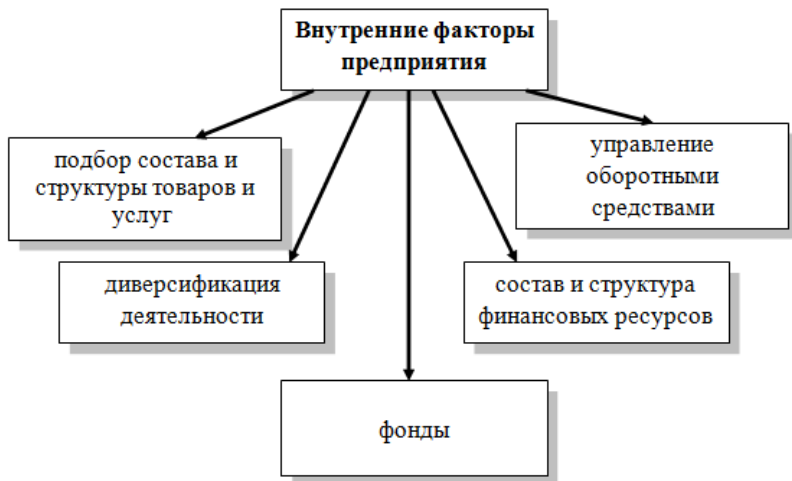 Внутренние факторы
предприятия
подбор состава и
структуры товаров и
услуг
управление
оборотными
средствами
диверсификация
деятельности
состав и структура
финансовых ресурсов
фонды